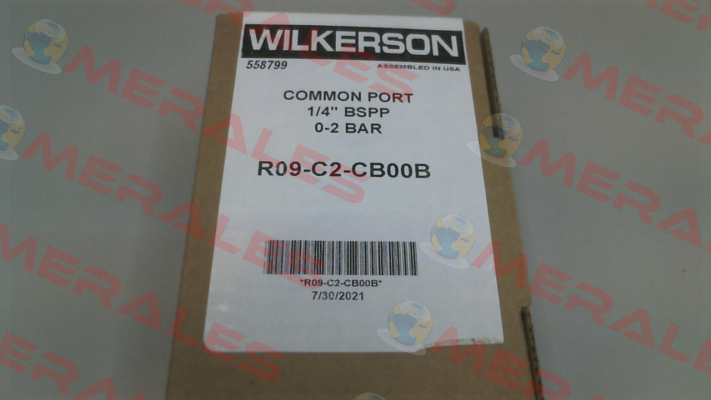 WILKERSON
558799
ASSEMBLED IN USA
COMMON PORT
1/4" BSPP
0-2 BAR
R09-C2-CB00B
*R09-C2-CB00B*
7/30/2021
MERALES
MERALES
MERALES
MERALES
MERALES